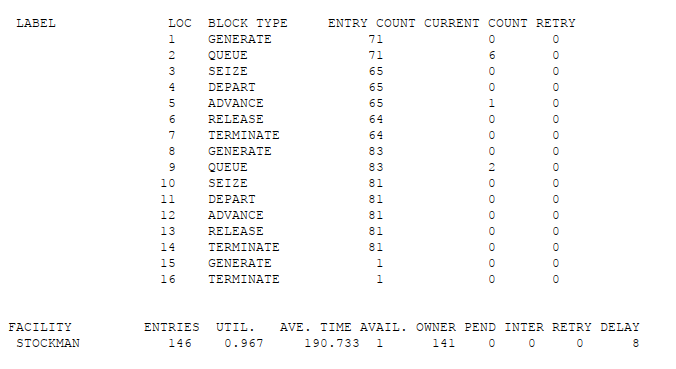 LABEL LOC BLOCK TYPE ENTRY COUNT CURRENT COUNT RETRY
1 GENERATE 71 0 0
2 QUEUE 71 6 0
3 SEIZE 65 0 0
4 DEPART 65 0 0
5 ADVANCE 65 1 0
6 RELEASE 64 0 0
7 TERMINATE 64 0 0
8 GENERATE 83 0 0
9 QUEUE 83 2 0
10 SEIZE 81 0 0
11 DEPART 81 0 0
12 ADVANCE 81 0 0
13 RELEASE 81 0 0
14 TERMINATE 81 0 0
15 GENERATE 1 0 0
16 TERMINATE 1 0 0
FACILITY ENTRIES UTIL. AVE. TIME AVAIL. OWNER PEND INTER RETRY DELAY
STOCKMAN 146 0.967 190.733 1 141 0 0 0 8